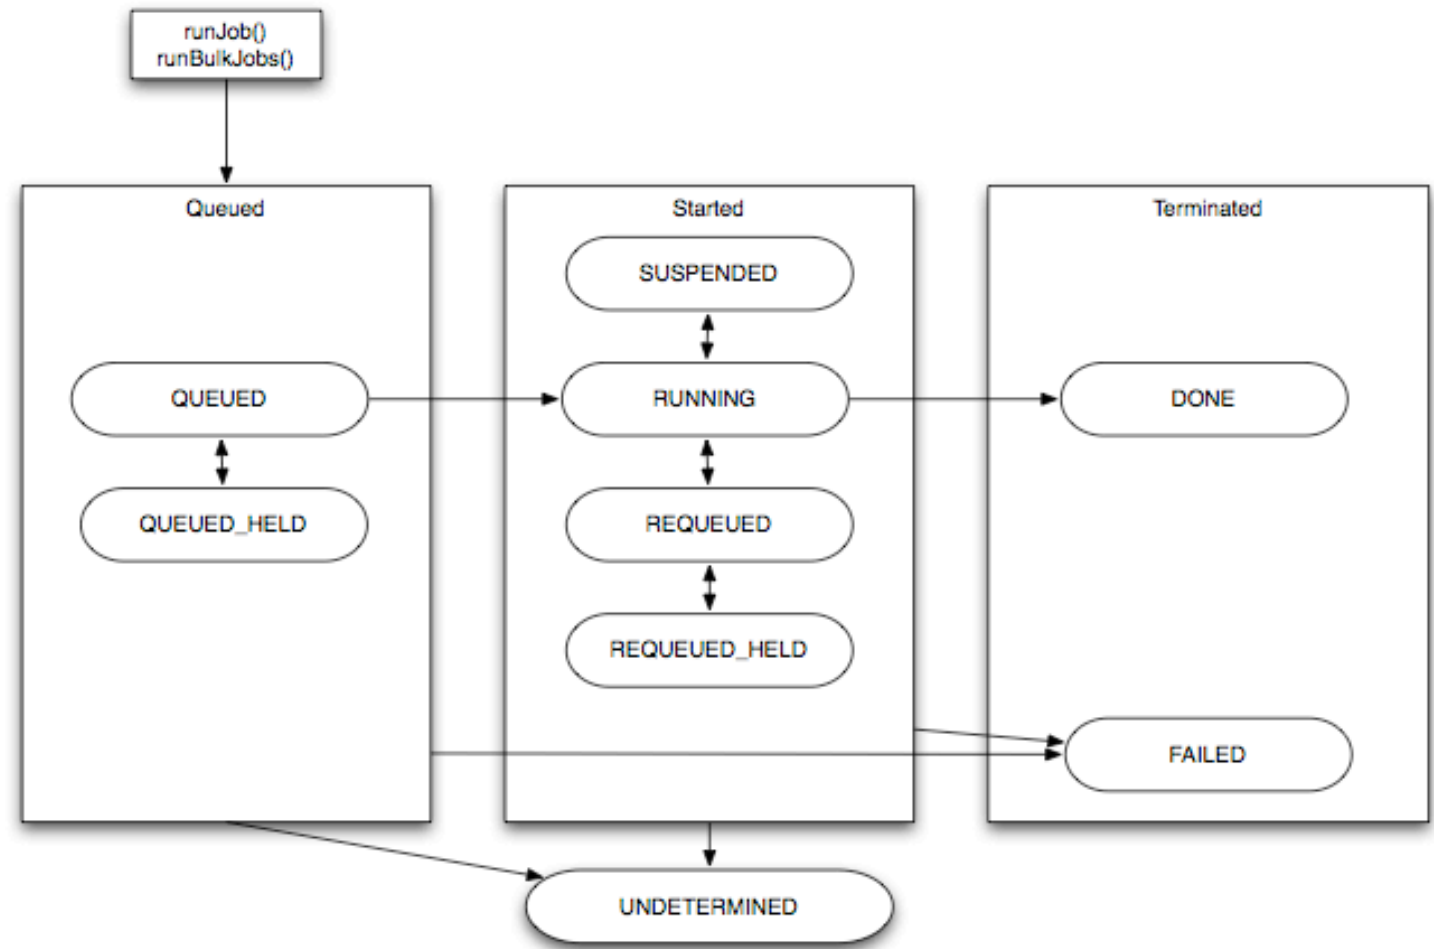 runJob()
runBulkJobs()
Queued
QUEUED
QUEUED_HELD
Started
SUSPENDED
RUNNING
REQUEUED
REQUEUED_HELD
Terminated
DONE
FAILED
UNDETERMINED